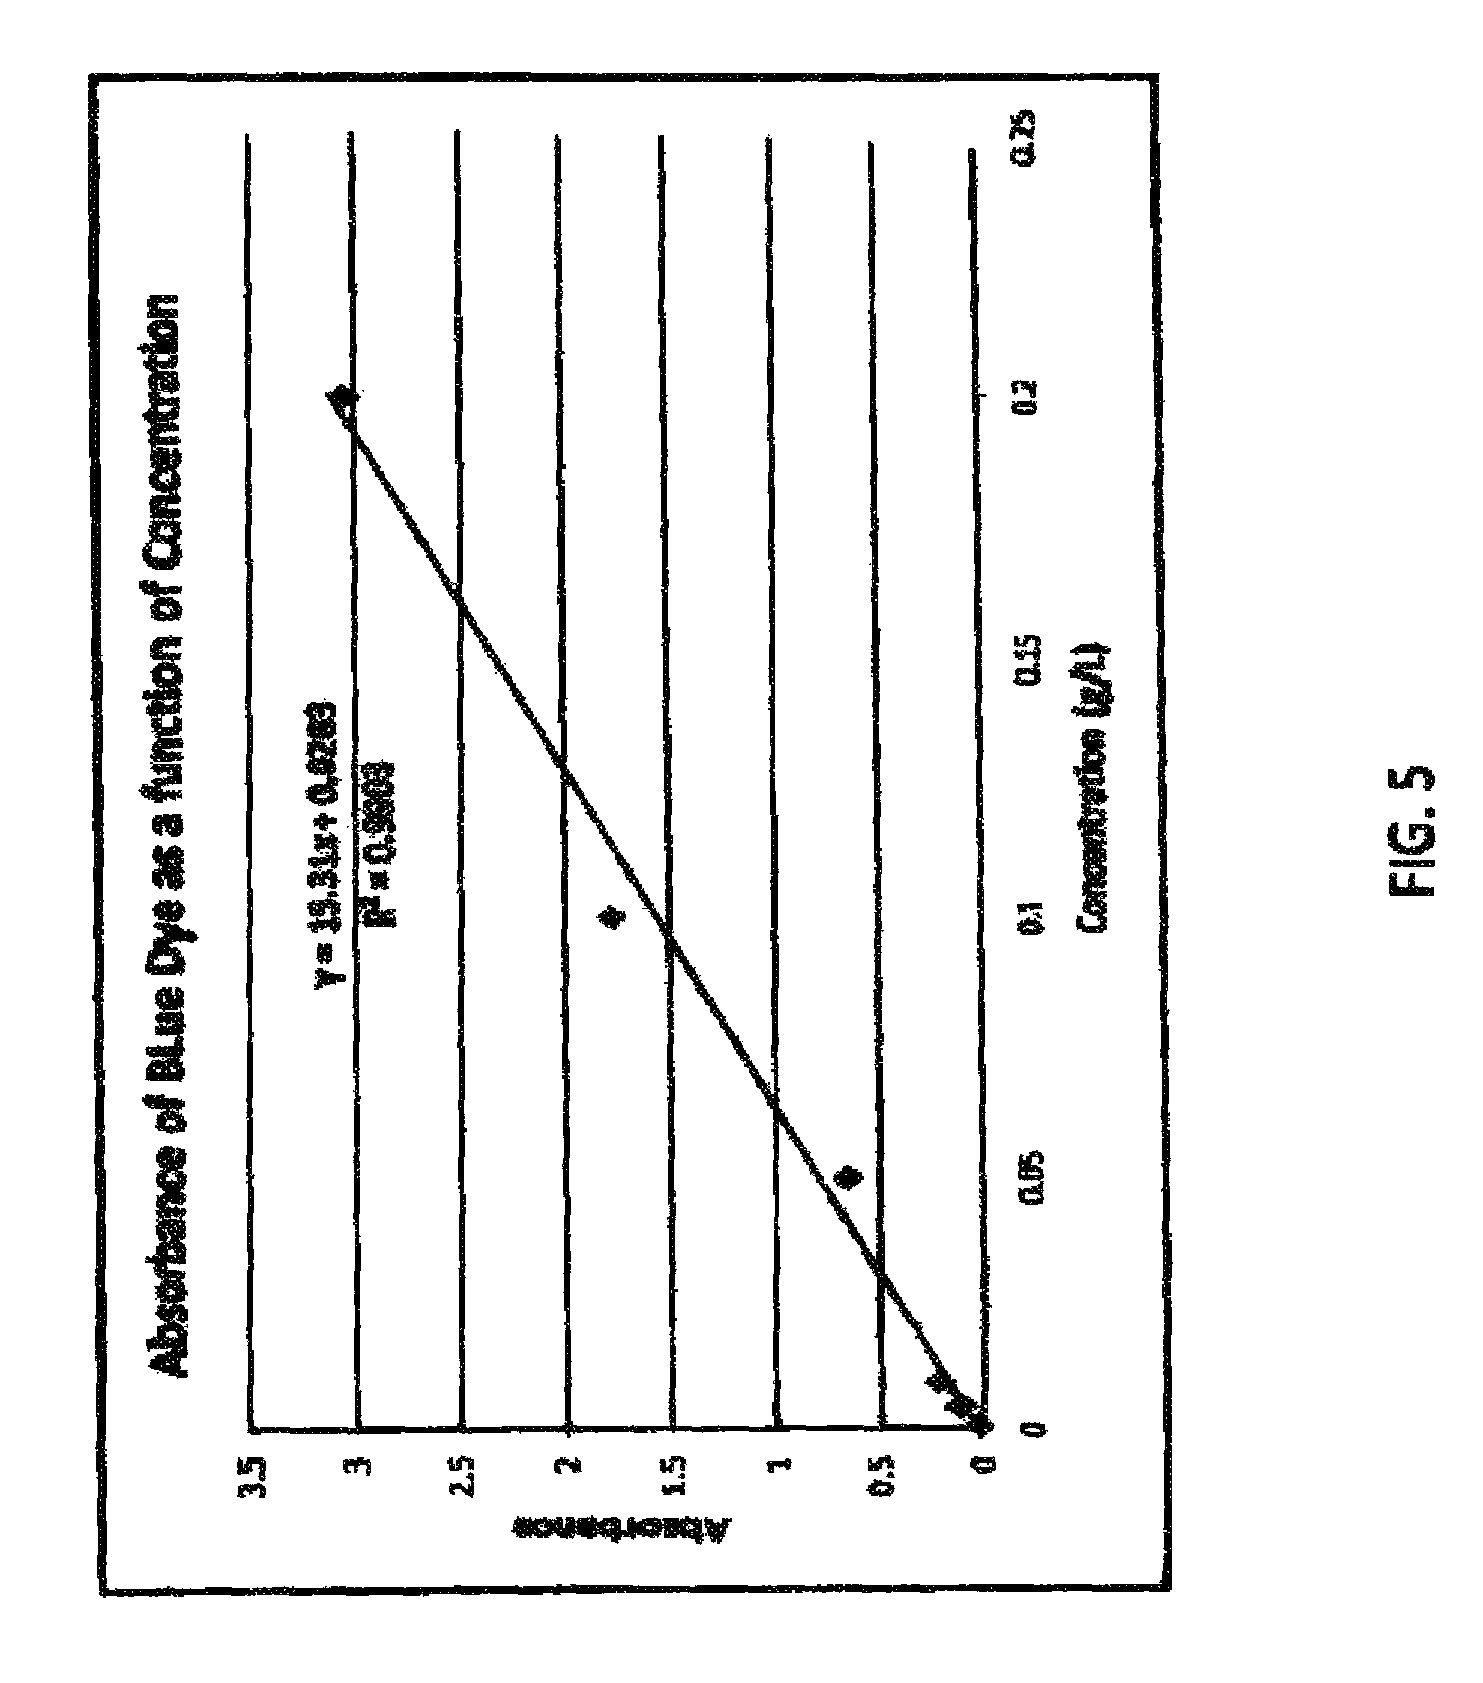 Absorbance of BLue Dye as a function of Concentration
3.5
y = 15.31x + 0.0283
3
R² = 0.9903
2.5
2
Absorbance
1.5
1
0.5
0
0 0.05 0.1 0.15 0.2 0.25
Concentration (g/L)
FIG. 5